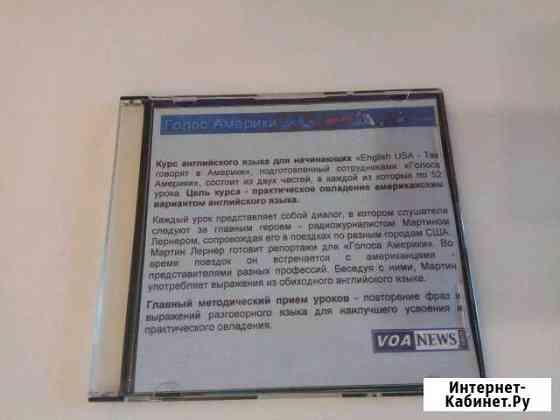 Голос Америки
Курс английского языка для начинающих «English USA - Так
говорят в Америке», подготовленный сотрудниками «Голоса
Америки», состоит из двух частей, в каждой из которых по 52
урока. Цель курса - практическое овладение американским
вариантом английского языка.
Каждый урок представляет собой диалог, в котором слушатели
следуют за главным героем - радиожурналистом Мартином
Лернером, сопровождая его в поездках по разным городам США.
Мартин Лернер готовит репортажи для «Голоса Америки». Во
время поездок он встречается с американцами -
представителями разных профессий. Беседуя с ними, Мартин
употребляет выражения из обиходного английского языка.
Главный методический прием уроков - повторение фраз и
выражений разговорного языка для наилучшего усвоения и
практического овладения.
VOA NEWS
Интернет-
Кабинет.Ру